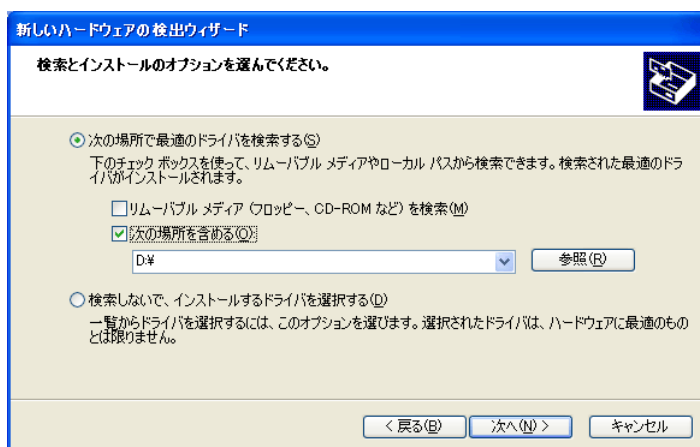 新しいハードウェアの検出ウィザード
検索とインストールのオプションを選んでください。
次の場所で最適のドライバを検索する(S)
下のチェック ボックスを使って、リムーバブル メディアやローカル パスから検索できます。検索された最適のドラ
イバがインストールされます。
リムーバブル メディア (フロッピー、CD-ROM など) を検索(M)
次の場所を含める(O):
D:¥
参照(R)
検索しないで、インストールするドライバを選択する(D)
一覧からドライバを選択するには、このオプションを選びます。選択されたドライバは、ハードウェアに最適のもの
とは限りません。
< 戻る(B)
次へ(N) >
キャンセル